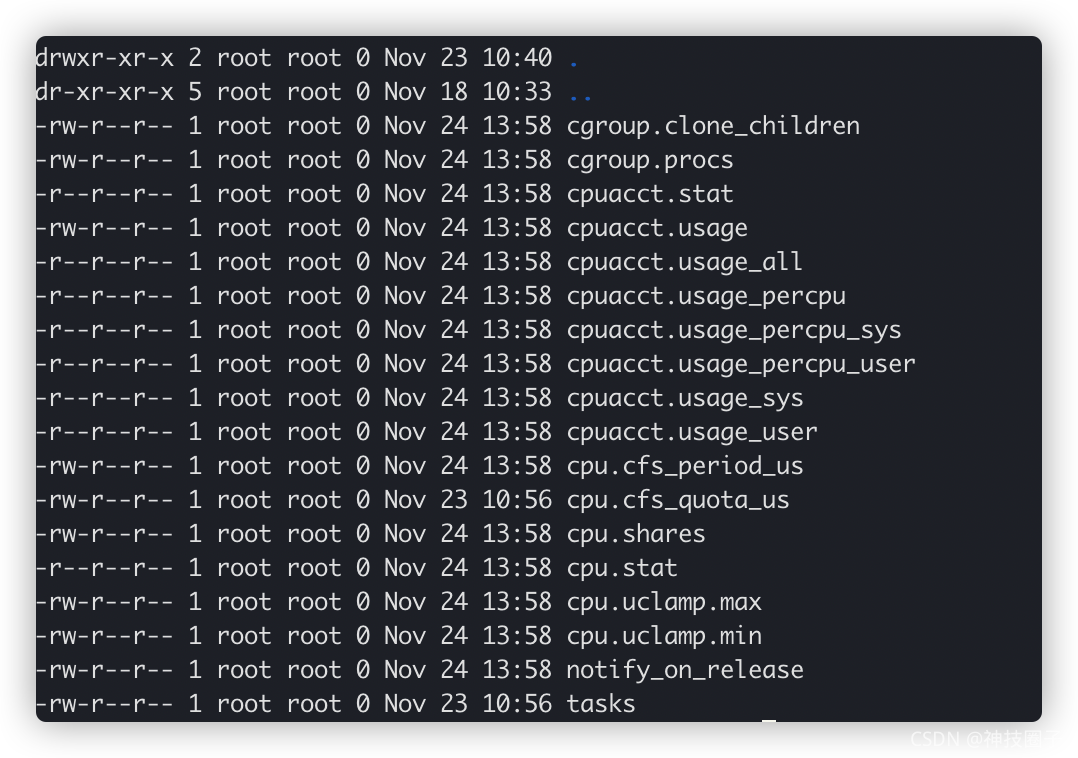 drwxr-xr-x 2 root root 0 Nov 23 10:40 .
dr-xr-xr-x 5 root root 0 Nov 18 10:33 ..
-rw-r--r-- 1 root root 0 Nov 24 13:58 cgroup.clone_children
-rw-r--r-- 1 root root 0 Nov 24 13:58 cgroup.procs
-r--r--r-- 1 root root 0 Nov 24 13:58 cpuacct.stat
-rw-r--r-- 1 root root 0 Nov 24 13:58 cpuacct.usage
-r--r--r-- 1 root root 0 Nov 24 13:58 cpuacct.usage_all
-r--r--r-- 1 root root 0 Nov 24 13:58 cpuacct.usage_percpu
-r--r--r-- 1 root root 0 Nov 24 13:58 cpuacct.usage_percpu_sys
-r--r--r-- 1 root root 0 Nov 24 13:58 cpuacct.usage_percpu_user
-r--r--r-- 1 root root 0 Nov 24 13:58 cpuacct.usage_sys
-r--r--r-- 1 root root 0 Nov 24 13:58 cpuacct.usage_user
-rw-r--r-- 1 root root 0 Nov 24 13:58 cpu.cfs_period_us
-rw-r--r-- 1 root root 0 Nov 23 10:56 cpu.cfs_quota_us
-rw-r--r-- 1 root root 0 Nov 24 13:58 cpu.shares
-r--r--r-- 1 root root 0 Nov 24 13:58 cpu.stat
-rw-r--r-- 1 root root 0 Nov 24 13:58 cpu.uclamp.max
-rw-r--r-- 1 root root 0 Nov 24 13:58 cpu.uclamp.min
-rw-r--r-- 1 root root 0 Nov 24 13:58 notify_on_release
-rw-r--r-- 1 root root 0 Nov 23 10:56 tasks
CSDN @神技圈子